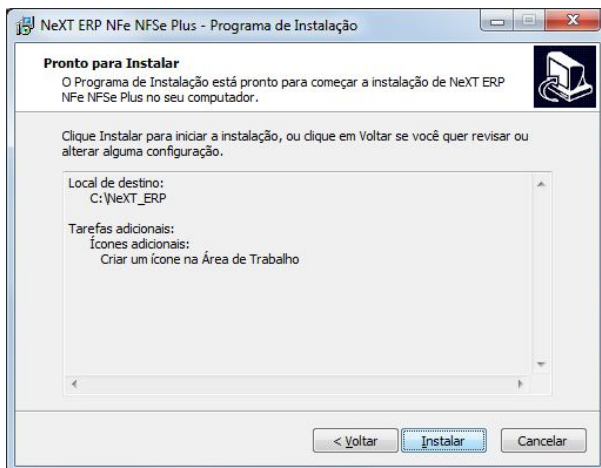 NeXT ERP NFe NFSe Plus - Programa de Instalação
Pronto para Instalar
O Programa de Instalação está pronto para começar a instalação de NeXT ERP
NFe NFSe Plus no seu computador.
Clique Instalar para iniciar a instalação, ou clique em Voltar se você quer revisar ou
alterar alguma configuração.
Local de destino:
C:\NeXT_ERP
Tarefas adicionais:
Ícones adicionais:
Criar um ícone na Área de Trabalho
< Voltar
Instalar
Cancelar